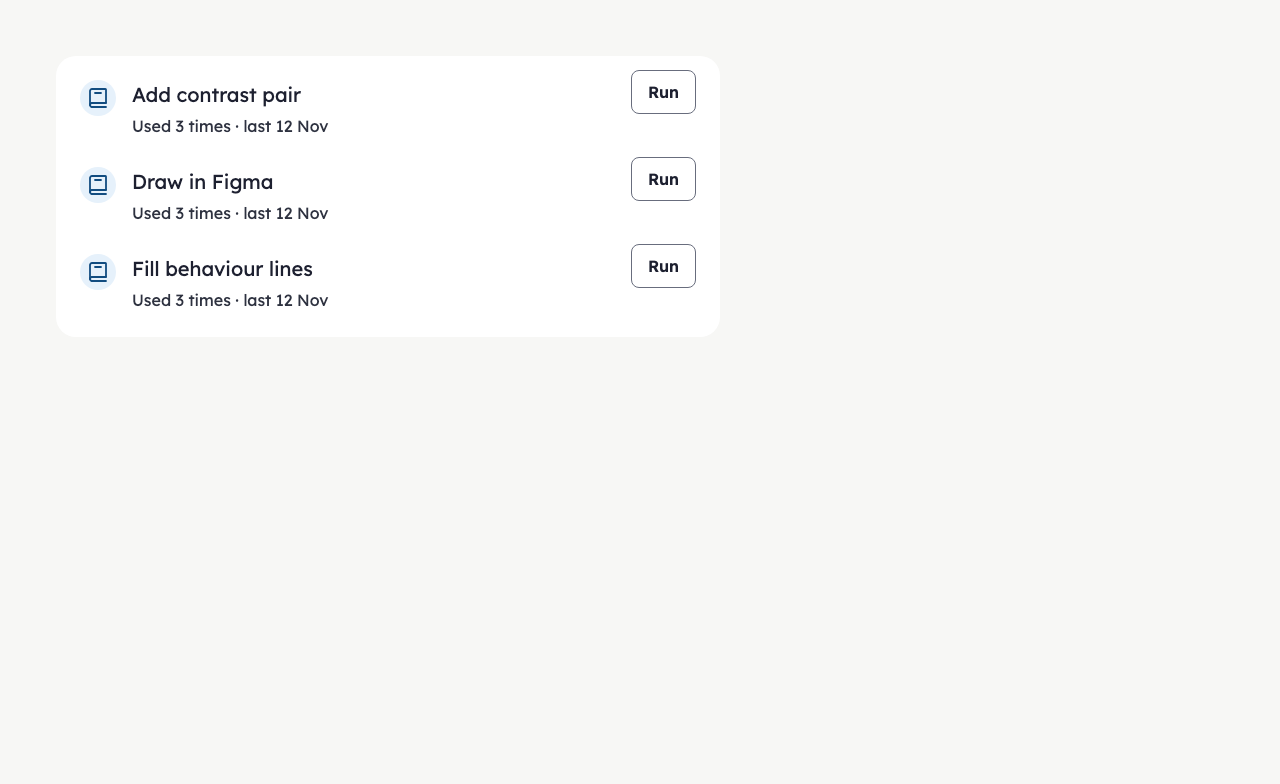 Add contrast pair
Run
Used 3 times · last 12 Nov
Draw in Figma
Run
Used 3 times · last 12 Nov
Fill behaviour lines
Run
Used 3 times · last 12 Nov